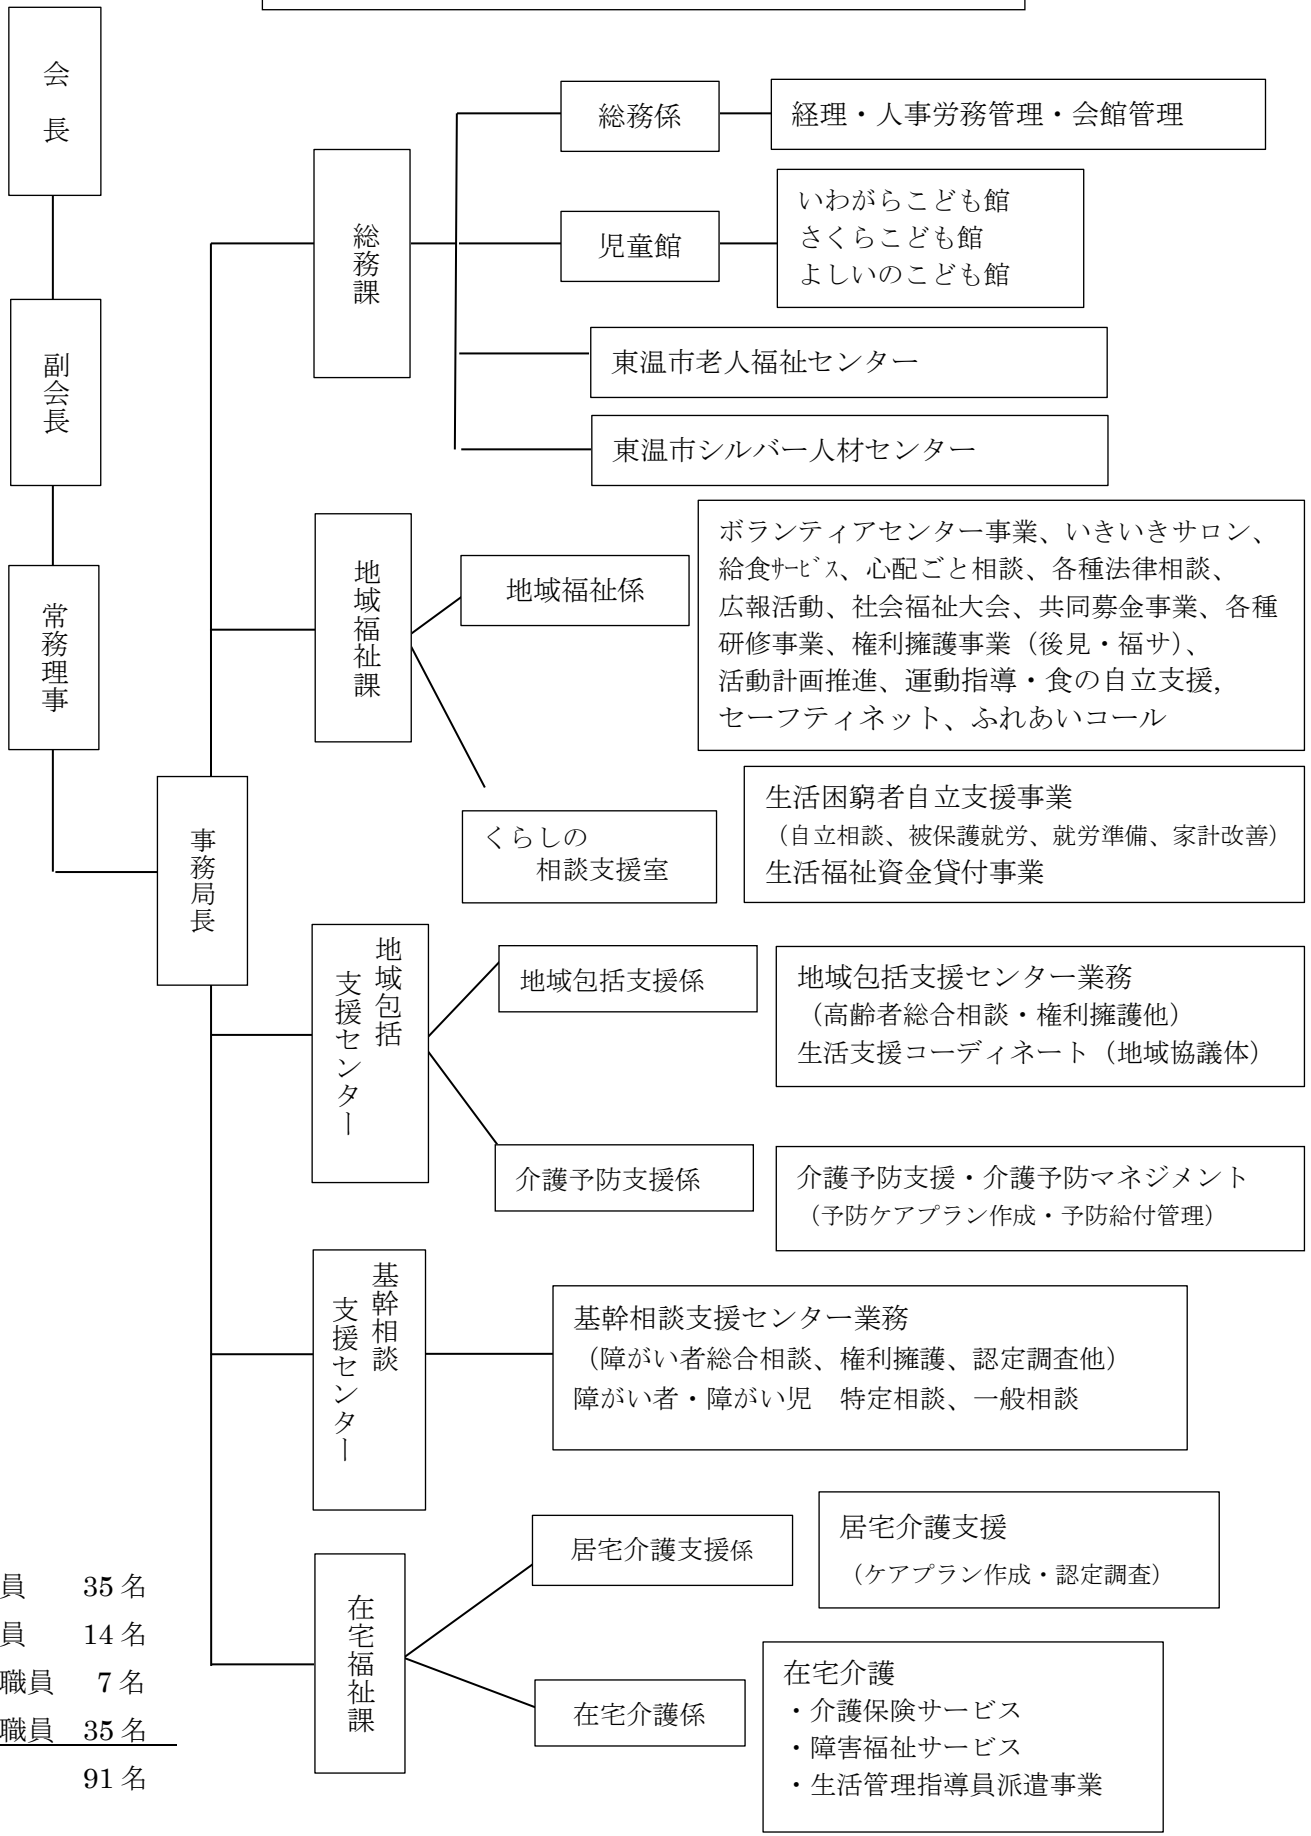 会長
副会長
常務理事
事務局長
総務課
総務係
経理・人事労務管理・会館管理
児童館
いわがらこども館
さくらこども館
よしいのこども館
東温市老人福祉センター
東温市シルバー人材センター
地域福祉課
地域福祉係
ボランティアセンター事業、いきいきサロン、
給食ｻｰﾋﾞｽ、心配ごと相談、各種法律相談、
広報活動、社会福祉大会、共同募金事業、各種
研修事業、権利擁護事業（後見・福サ）、
活動計画推進、運動指導・食の自立支援,
セーフティネット、ふれあいコール
くらしの
相談支援室
生活困窮者自立支援事業
（自立相談、被保護就労、就労準備、家計改善）
生活福祉資金貸付事業
地域包括
支援センター
地域包括支援係
地域包括支援センター業務
（高齢者総合相談・権利擁護他）
生活支援コーディネート（地域協議体）
介護予防支援係
介護予防支援・介護予防マネジメント
（予防ケアプラン作成・予防給付管理）
基幹相談
支援センター
基幹相談支援センター業務
（障がい者総合相談、権利擁護、認定調査他）
障がい者・障がい児　特定相談、一般相談
在宅福祉課
居宅介護支援係
居宅介護支援
（ケアプラン作成・認定調査）
在宅介護係
在宅介護
・介護保険サービス
・障害福祉サービス
・生活管理指導員派遣事業
員　35名
員　14名
職員　7名
職員　35名
91名